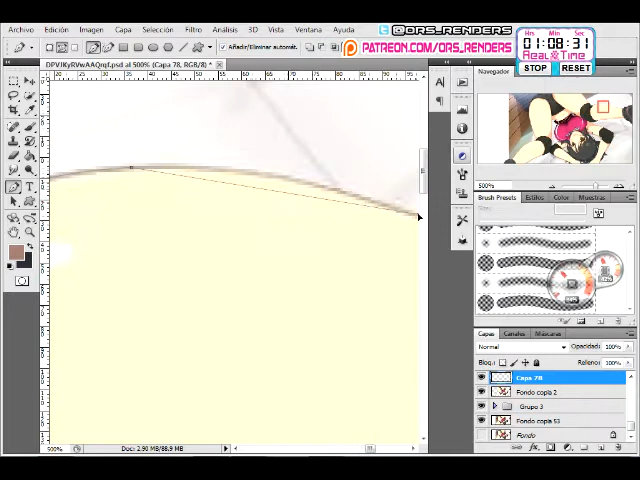 Archivo Edición Imagen Capa Selección Filtro Análisis 3D Vista Ventana Ayuda
@ORS_RENDERS
PATREON.COM/ORS_RENDERS
Hrs Min Sec
01:08:31
Real & Time
STOP RESET
Añadir/Eliminar automát.
DPVJKyRVwAAQrqf.psd al 500% (Capa 78, RGB/8) *
Navegador
500%
Brush Presets Estilos Color Muestras
Capas Canales Máscaras
Normal Opacidad: 100%
Bloq.: Relleno: 100%
Capa 78
Fondo copia 2
Grupo 3
Fondo copia 53
Fondo
500% Doc: 2.90 MB/88.9 MB